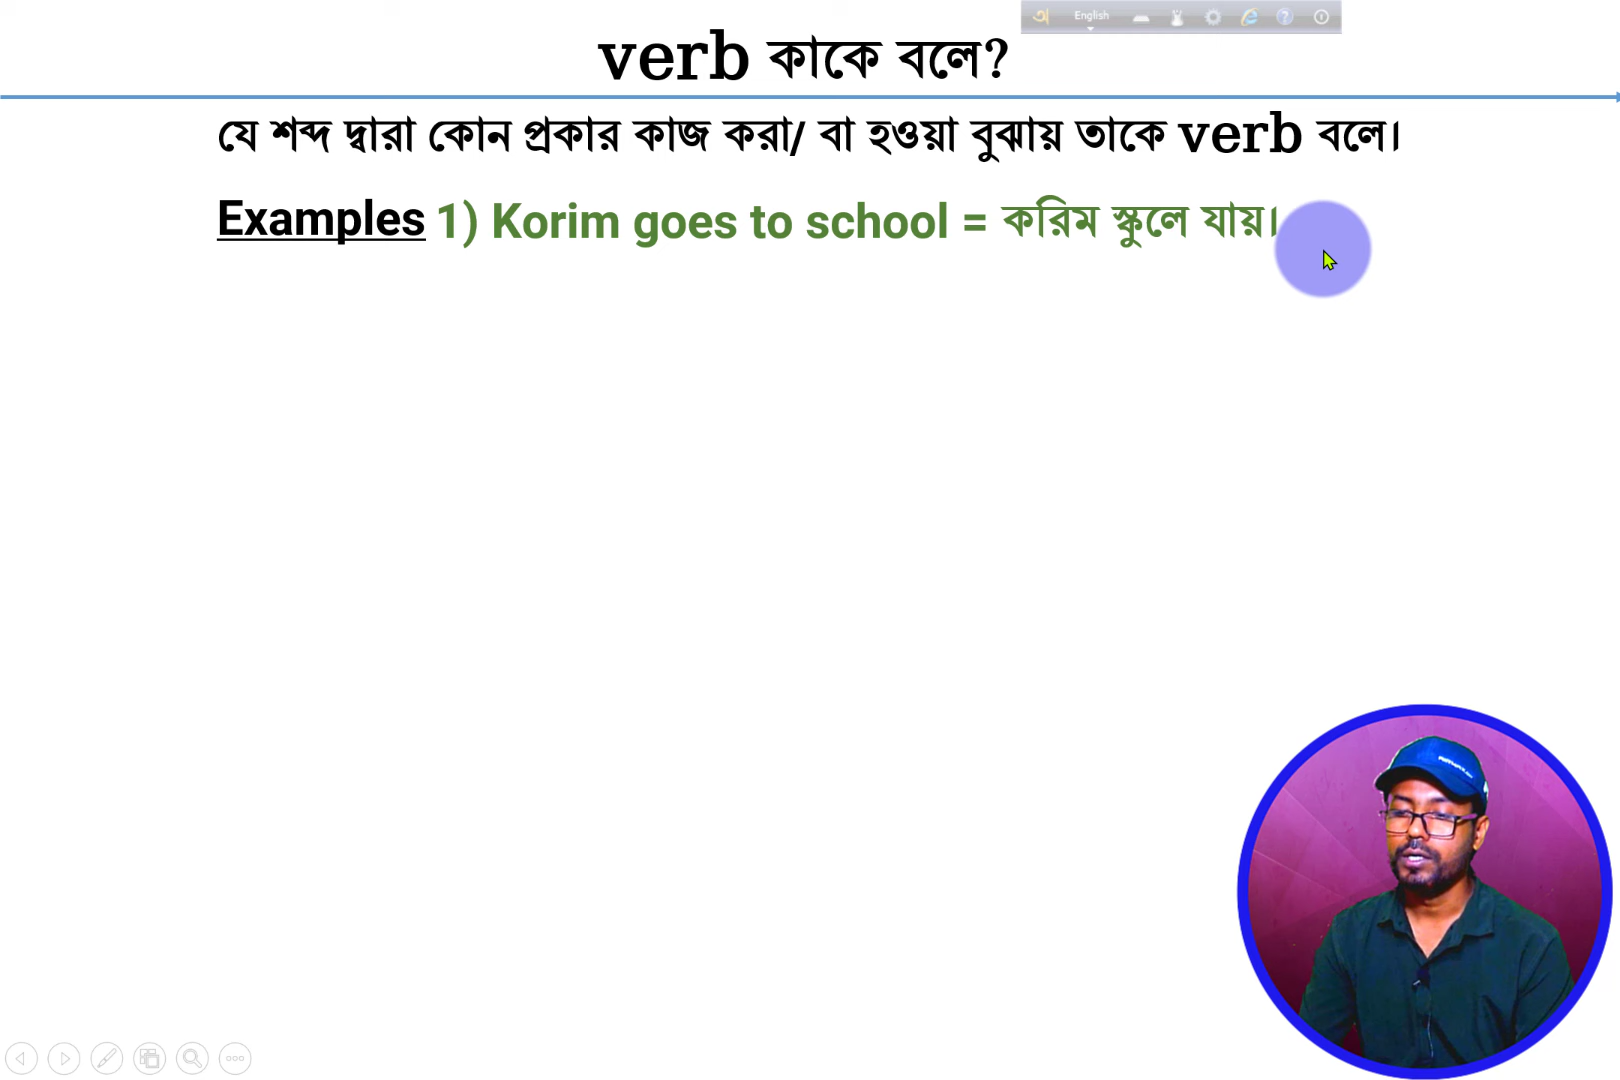 English
verb কাকে বলে?
যে শব্দ দ্বারা কোন প্রকার কাজ করা/ বা হওয়া বুঝায় তাকে verb বলে।
Examples 1) Korim goes to school = করিম স্কুলে যায়।